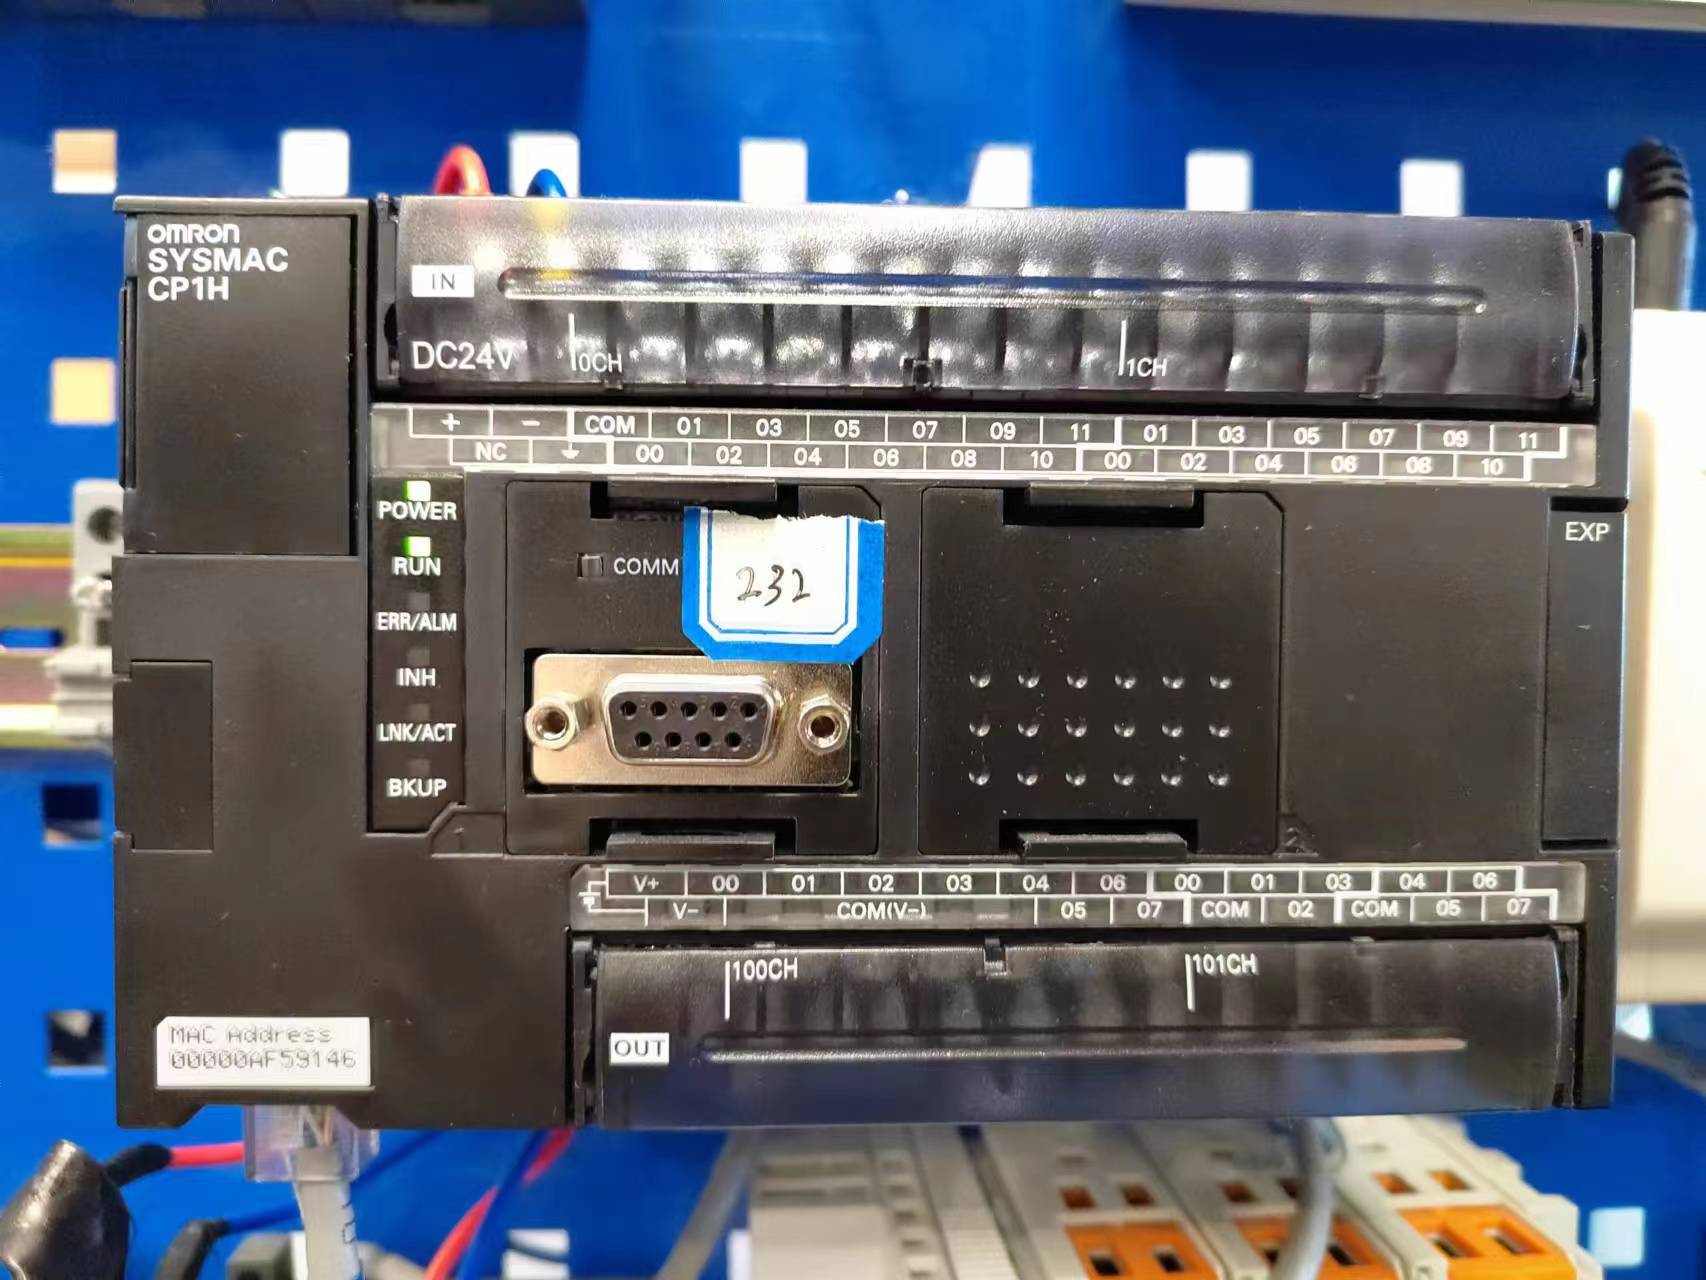 OMRON
SYSMAC
CP1H
IN
DC24V
0CH
1CH
+ - COM 01 03 05 07 09 11 01 03 05 07 09 11
NC 00 02 04 06 08 10 00 02 04 06 08 10
POWER
RUN
ERR/ALM
INH
LNK/ACT
BKUP
COMM
232
EXP
1
2
V+ 00 01 02 03 04 06 00 01 03 04 06
V- COM(V-) 05 07 COM 02 COM 05 07
100CH
101CH
OUT
MAC Address
00000AF59146